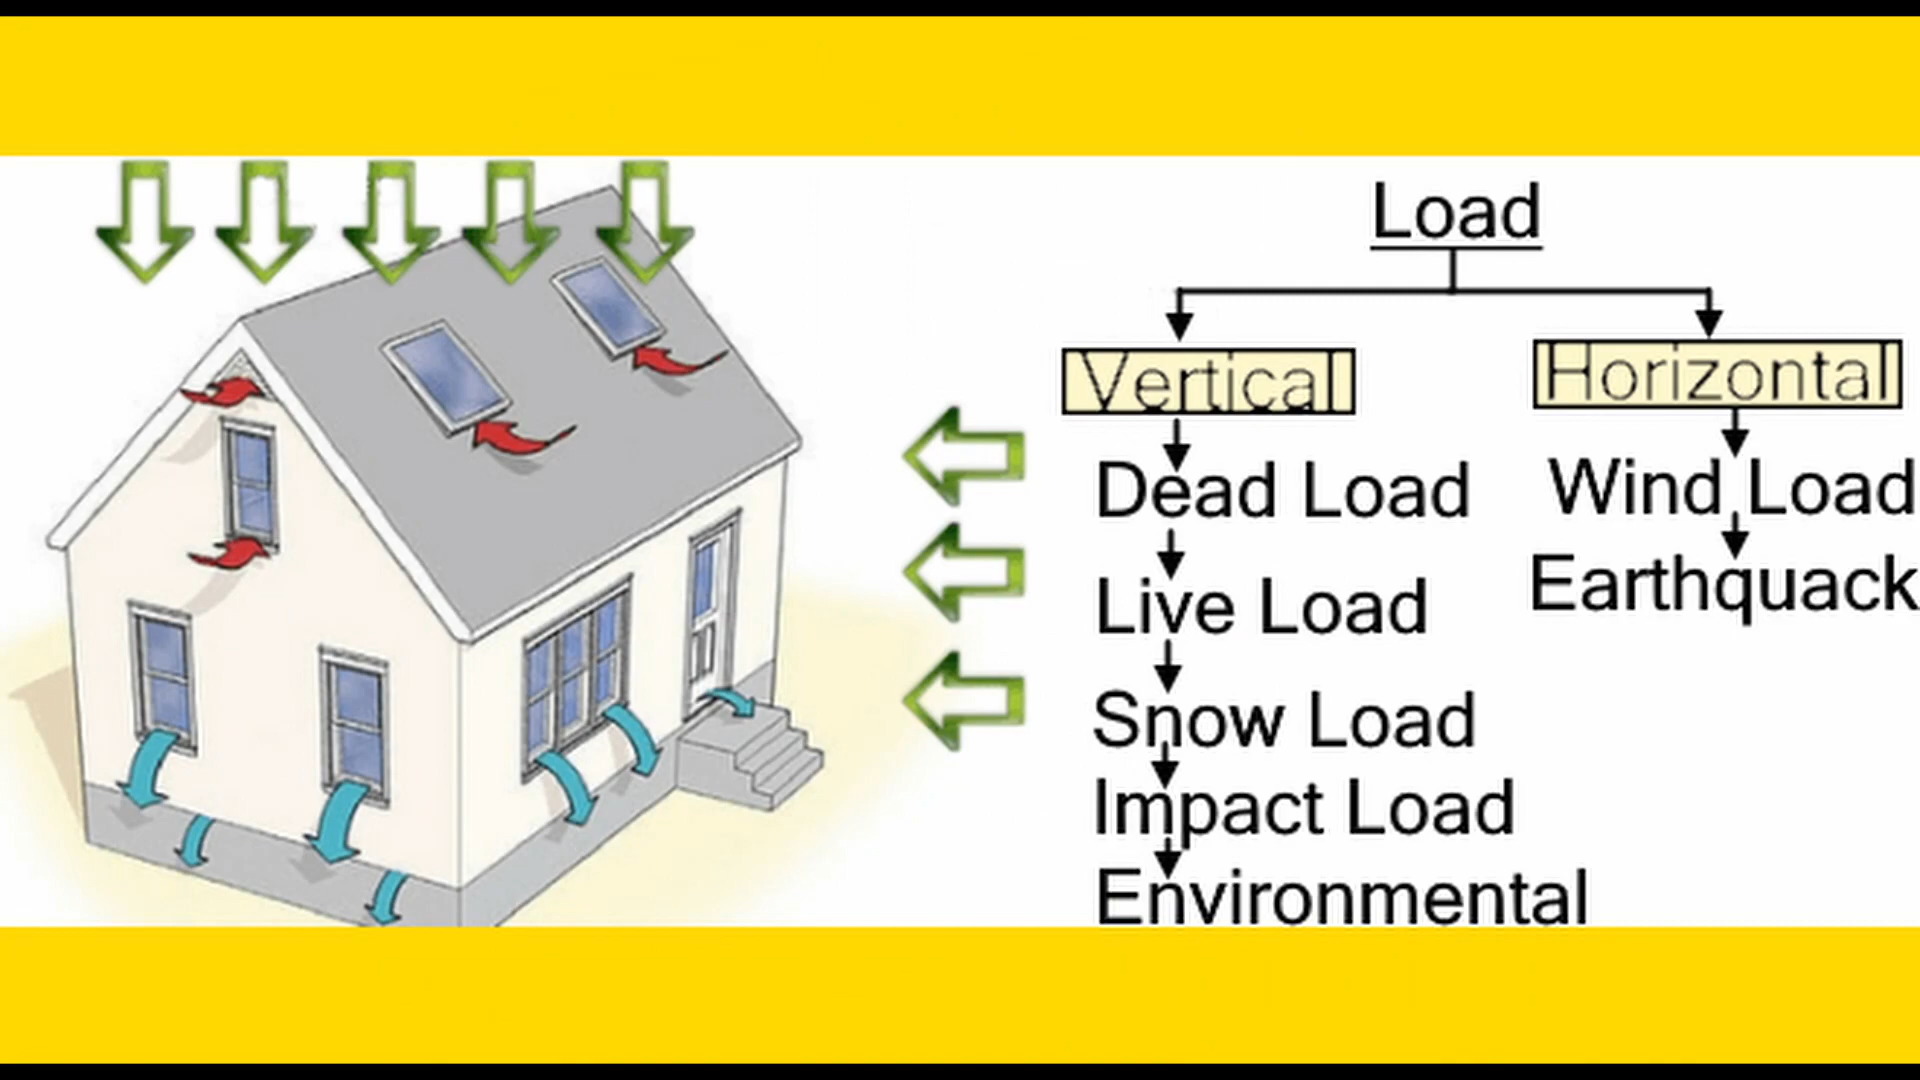 Load
Vertical
Horizontal
Dead Load
Wind Load
Live Load
Earthquack
Snow Load
Impact Load
Environmental